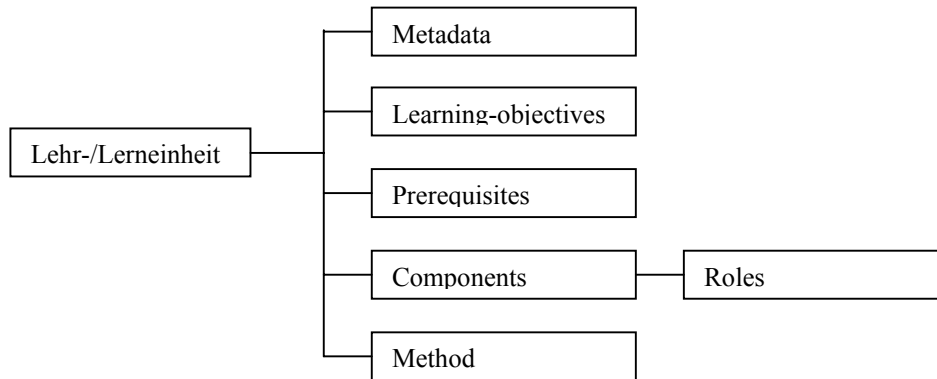 Metadata
Learning-objectives
Lehr-/Lerneinheit
Prerequisites
Components
Roles
Method